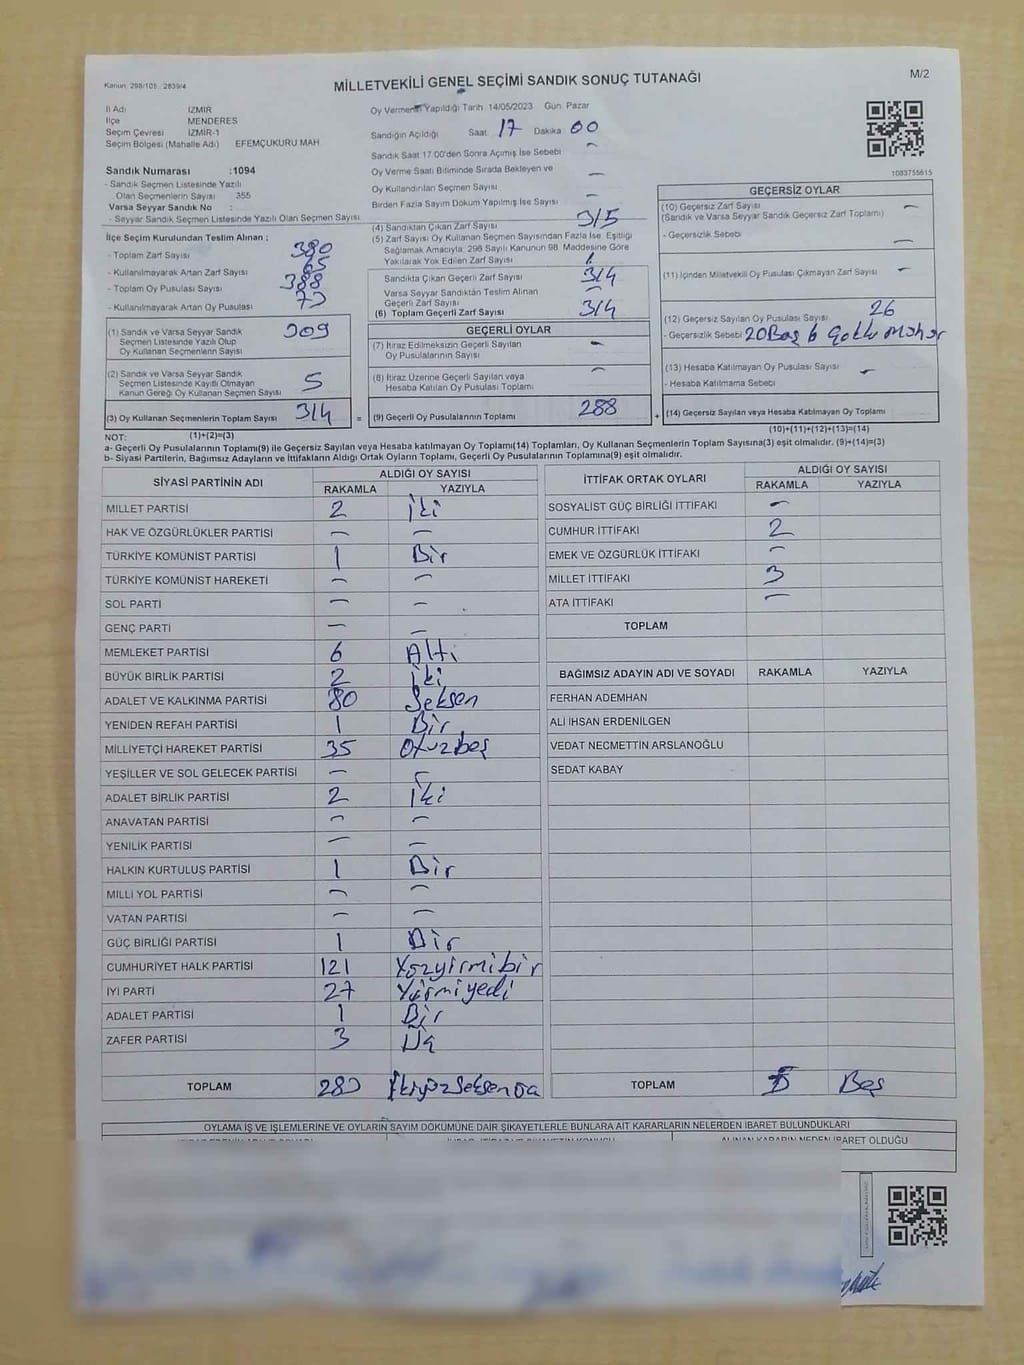 Kanun: 298/105 , 2839/4
MİLLETVEKİLİ GENEL SEÇİMİ SANDIK SONUÇ TUTANAĞI
M/2
İl Adı İZMİR
İlçe MENDERES
Seçim Çevresi İZMİR-1
Seçim Bölgesi (Mahalle Adı) EFEMÇUKURU MAH
Sandık Numarası :1094
- Sandık Seçmen Listesinde Yazılı
Olan Seçmenlerin Sayısı 355
Varsa Seyyar Sandık No :
- Seyyar Sandık Seçmen Listesinde Yazılı Olan Seçmen Sayısı
Oy Vermenin Yapıldığı Tarih 14/05/2023 Gün Pazar
Sandığın Açıldığı Saat 17 Dakika 00
Sandık Saat 17.00'den Sonra Açılmış İse Sebebi —
Oy Verme Saati Bitiminde Sırada Bekleyen ve
Oy Kullandırılan Seçmen Sayısı —
Birden Fazla Sayım Döküm Yapılmış İse Sayısı —
1083755615
İlçe Seçim Kurulundan Teslim Alınan ;
- Toplam Zarf Sayısı 380
- Kullanılmayarak Artan Zarf Sayısı 65
- Toplam Oy Pusulası Sayısı 388
- Kullanılmayarak Artan Oy Pusulası 73
(1) Sandık ve Varsa Seyyar Sandık
Seçmen Listesinde Yazılı Olup
Oy Kullanan Seçmenlerin Sayısı 309
(2) Sandık ve Varsa Seyyar Sandık
Seçmen Listesinde Kayıtlı Olmayan
Kanun Gereği Oy Kullanan Seçmen Sayısı 5
(3) Oy Kullanan Seçmenlerin Toplam Sayısı 314 =
(4) Sandıktan Çıkan Zarf Sayısı 315
(5) Zarf Sayısı Oy Kullanan Seçmen Sayısından Fazla İse, Eşitliği
Sağlamak Amacıyla, 298 Sayılı Kanunun 98. Maddesine Göre
Yakılarak Yok Edilen Zarf Sayısı 1
Sandıkta Çıkan Geçerli Zarf Sayısı 314
Varsa Seyyar Sandıktan Teslim Alınan
Geçerli Zarf Sayısı —
(6) Toplam Geçerli Zarf Sayısı 314
GEÇERLİ OYLAR
(7) İtiraz Edilmeksizin Geçerli Sayılan
Oy Pusulalarının Sayısı —
(8) İtiraz Üzerine Geçerli Sayılan veya
Hesaba Katılan Oy Pusulası Toplamı —
(9) Geçerli Oy Pusulalarının Toplamı 288 +
GEÇERSİZ OYLAR
(10) Geçersiz Zarf Sayısı —
(Sandık ve Varsa Seyyar Sandık Geçersiz Zarf Toplamı)
- Geçersizlik Sebebi —
(11) İçinden Milletvekili Oy Pusulası Çıkmayan Zarf Sayısı —
(12) Geçersiz Sayılan Oy Pusulası Sayısı 26
- Geçersizlik Sebebi 20 Boş 6 Çoklu Mühür
(13) Hesaba Katılmayan Oy Pusulası Sayısı —
- Hesaba Katılmama Sebebi
(14) Geçersiz Sayılan veya Hesaba Katılmayan Oy Toplamı
(10)+(11)+(12)+(13)=(14)
NOT: (1)+(2)=(3)
a- Geçerli Oy Pusulalarının Toplamı(9) ile Geçersiz Sayılan veya Hesaba katılmayan Oy Toplamı(14) Toplamları, Oy Kullanan Seçmenlerin Toplam Sayısına(3) eşit olmalıdır. (9)+(14)=(3)
b- Siyasi Partilerin, Bağımsız Adayların ve İttifakların Aldığı Ortak Oyların Toplamı, Geçerli Oy Pusulalarının Toplamına(9) eşit olmalıdır.
SİYASİ PARTİNİN ADI ALDIĞI OY SAYISI
RAKAMLA YAZIYLA
MİLLET PARTİSİ 2 İki
HAK VE ÖZGÜRLÜKLER PARTİSİ — —
TÜRKİYE KOMÜNİST PARTİSİ 1 Bir
TÜRKİYE KOMÜNİST HAREKETİ — —
SOL PARTİ — —
GENÇ PARTİ — —
MEMLEKET PARTİSİ 6 Altı
BÜYÜK BİRLİK PARTİSİ 2 İki
ADALET VE KALKINMA PARTİSİ 80 Seksen
YENİDEN REFAH PARTİSİ 1 Bir
MİLLİYETÇİ HAREKET PARTİSİ 35 Otuzbeş
YEŞİLLER VE SOL GELECEK PARTİSİ — —
ADALET BİRLİK PARTİSİ 2 İki
ANAVATAN PARTİSİ — —
YENİLİK PARTİSİ — —
HALKIN KURTULUŞ PARTİSİ 1 Bir
MİLLİ YOL PARTİSİ — —
VATAN PARTİSİ — —
GÜÇ BİRLİĞİ PARTİSİ 1 Bir
CUMHURİYET HALK PARTİSİ 121 Yüzyirmibir
İYİ PARTİ 27 Yirmiyedi
ADALET PARTİSİ 1 Bir
ZAFER PARTİSİ 3 Üç
TOPLAM 283
İTTİFAK ORTAK OYLARI ALDIĞI OY SAYISI
RAKAMLA YAZIYLA
SOSYALİST GÜÇ BİRLİĞİ İTTİFAKI —
CUMHUR İTTİFAKI 2
EMEK VE ÖZGÜRLÜK İTTİFAKI —
MİLLET İTTİFAKI 3
ATA İTTİFAKI —
TOPLAM
BAĞIMSIZ ADAYIN ADI VE SOYADI RAKAMLA YAZIYLA
FERHAN ADEMHAN
ALİ İHSAN ERDENİLGEN
VEDAT NECMETTİN ARSLANOĞLU
SEDAT KABAY
TOPLAM 5 Beş
OYLAMA İŞ VE İŞLEMLERİNE VE OYLARIN SAYIM DÖKÜMÜNE DAİR ŞİKAYETLERLE BUNLARA AİT KARARLARIN NELERDEN İBARET BULUNDUKLARI
ALINAN KARARIN NEDEN İBARET OLDUĞU